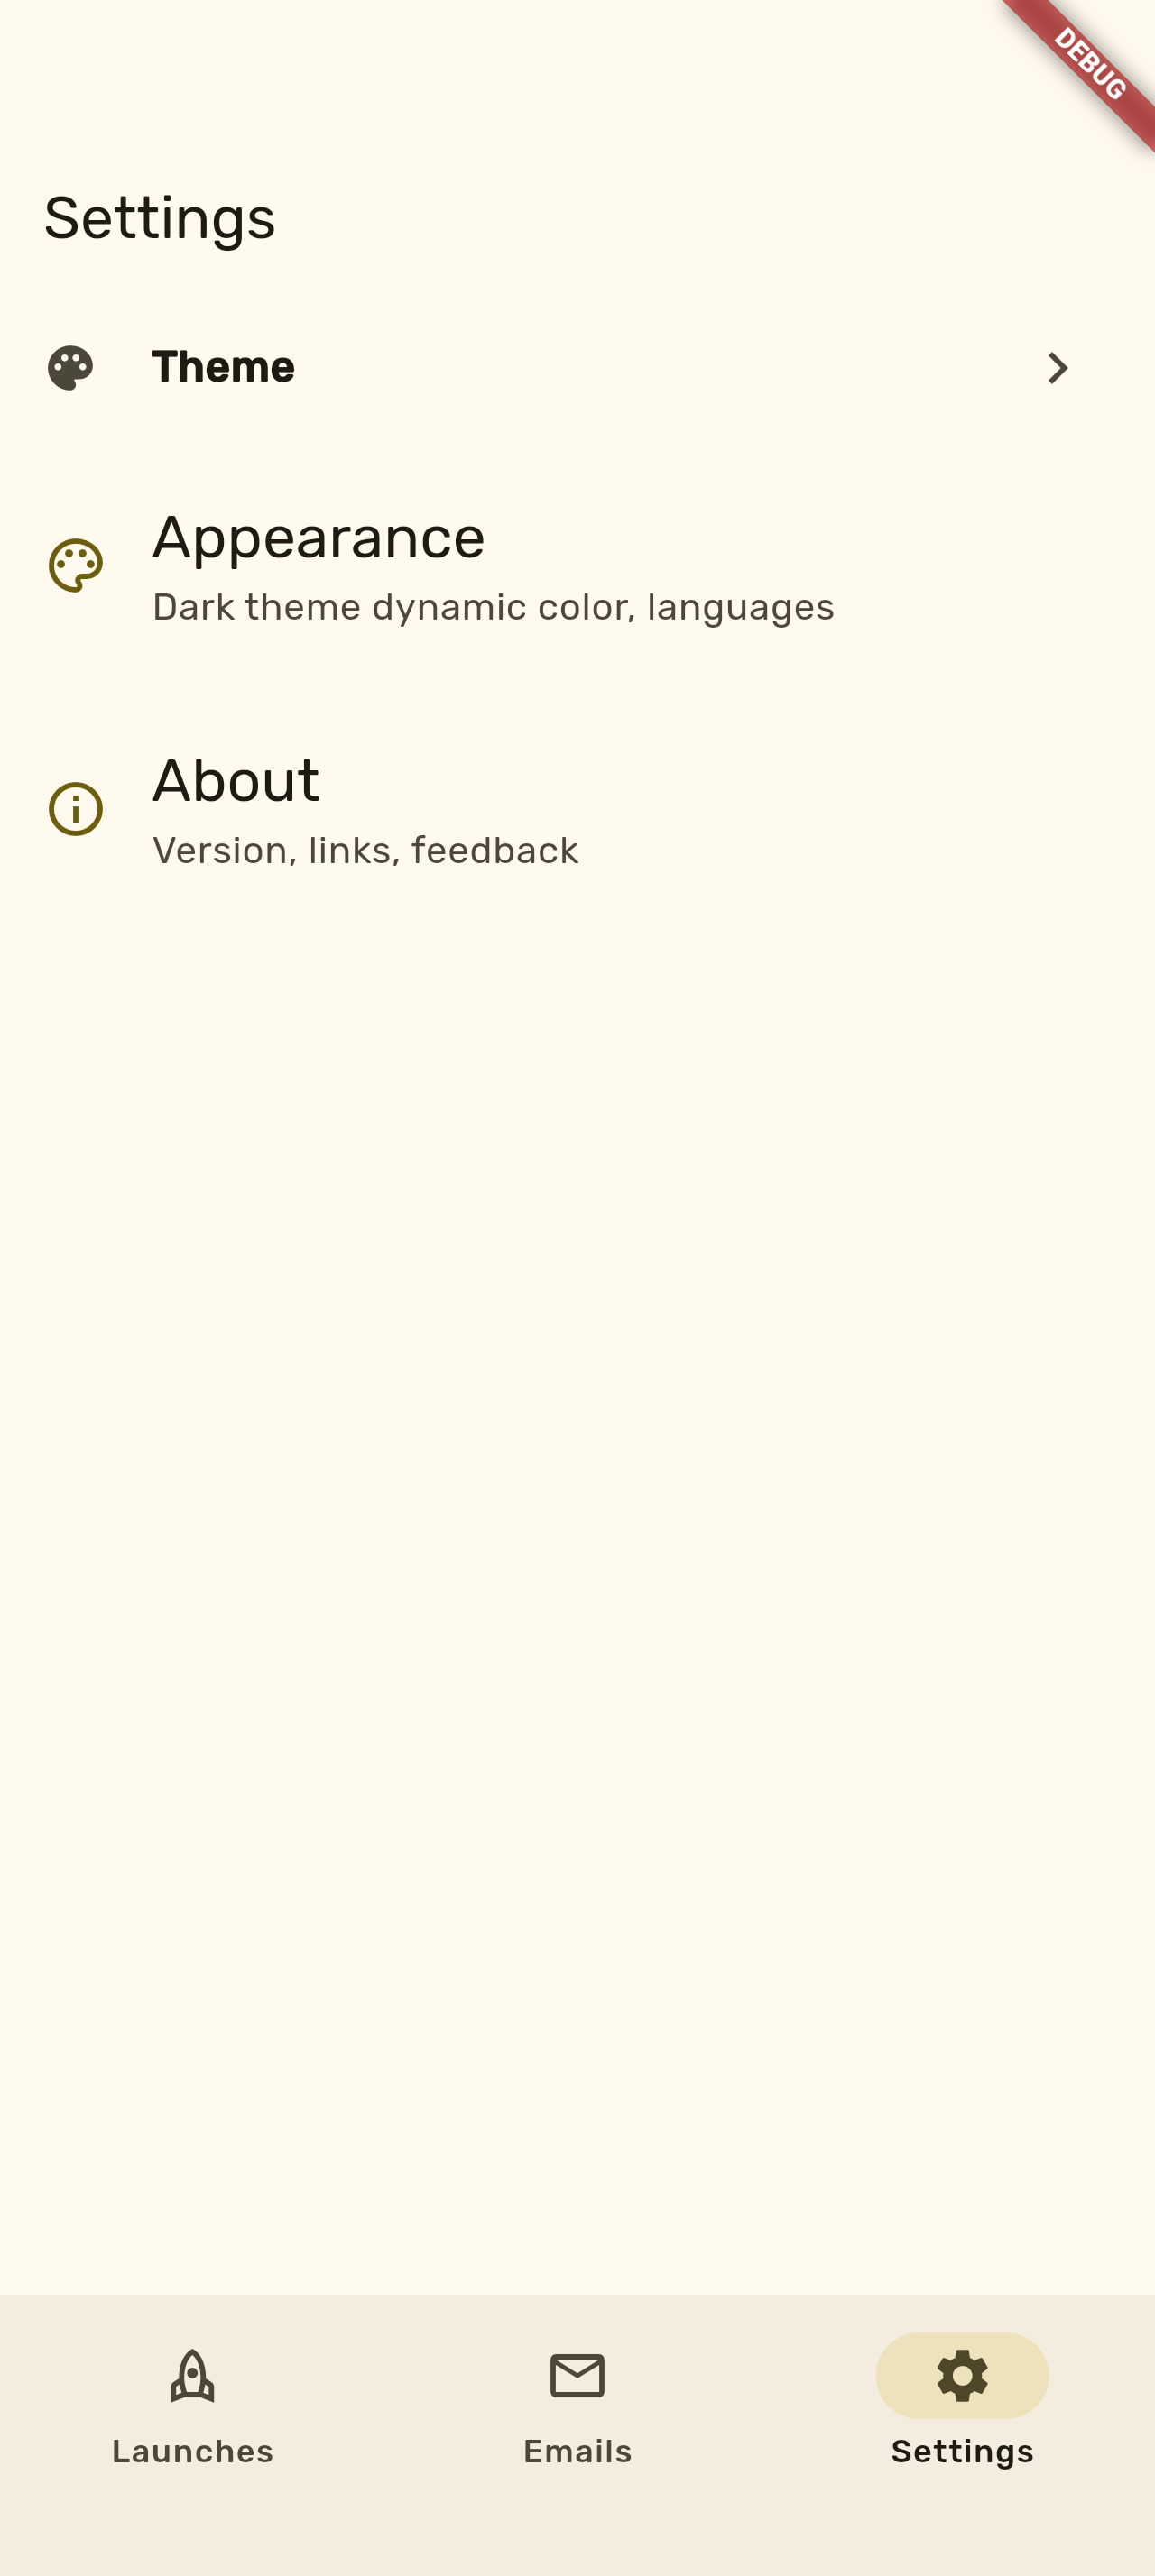 DEBUG
Settings
Theme
Appearance
Dark theme dynamic color, languages
About
Version, links, feedback
Launches
Emails
Settings